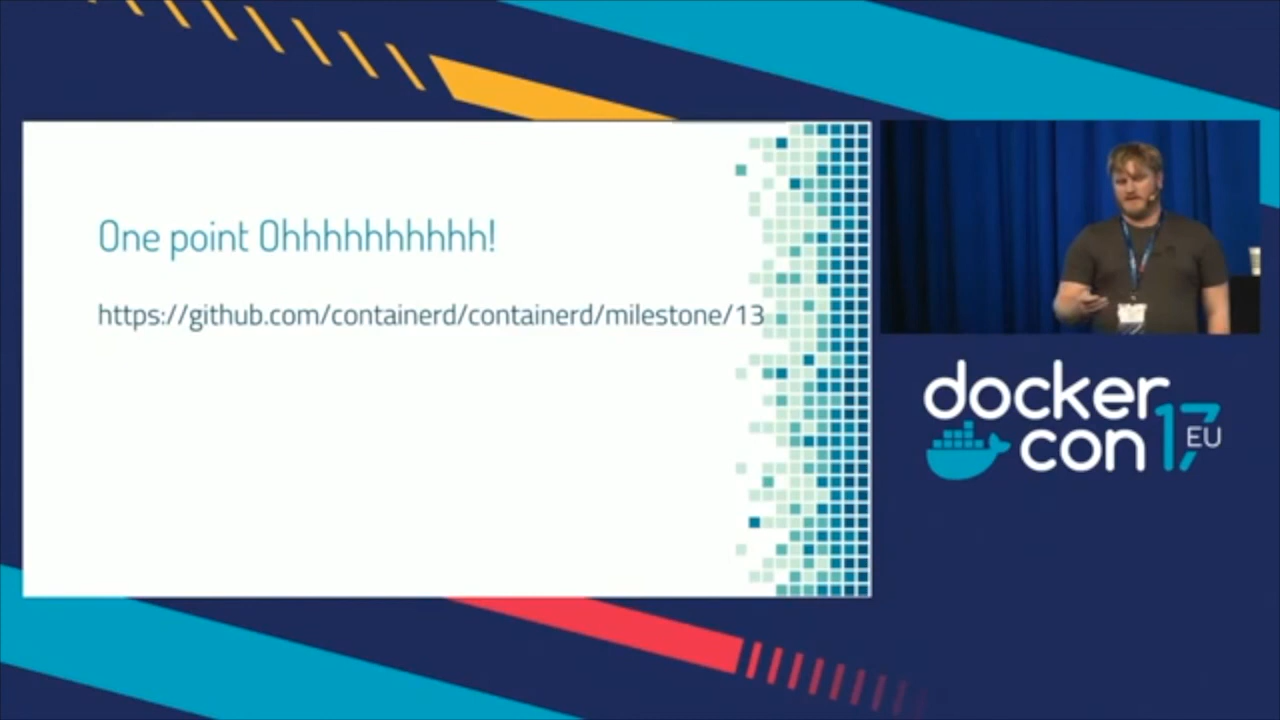 One point Ohhhhhhhhhh!
https://github.com/containerd/containerd/milestone/13
docker
con 17
EU